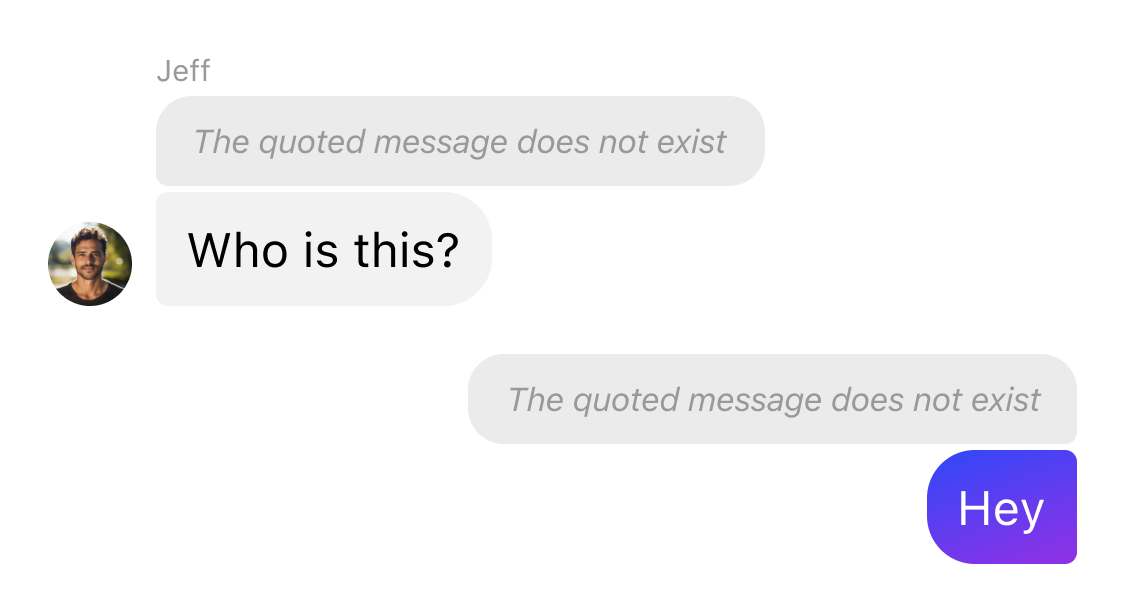 Jeff
The quoted message does not exist
Who is this?
The quoted message does not exist
Hey